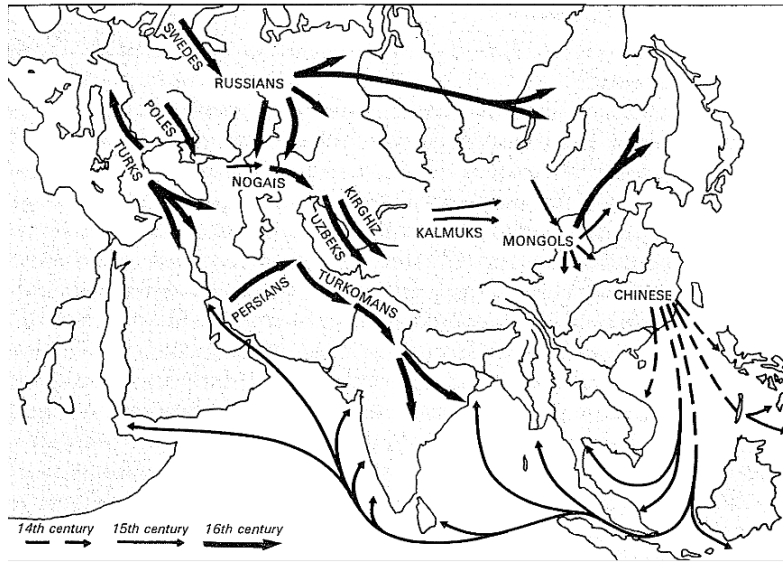 SWEDES
RUSSIANS
POLES
TURKS
NOGAIS
KIRGHIZ
UZBEKS
KALMUKS
MONGOLS
PERSIANS
TURKOMANS
CHINESE
14th century 15th century 16th century